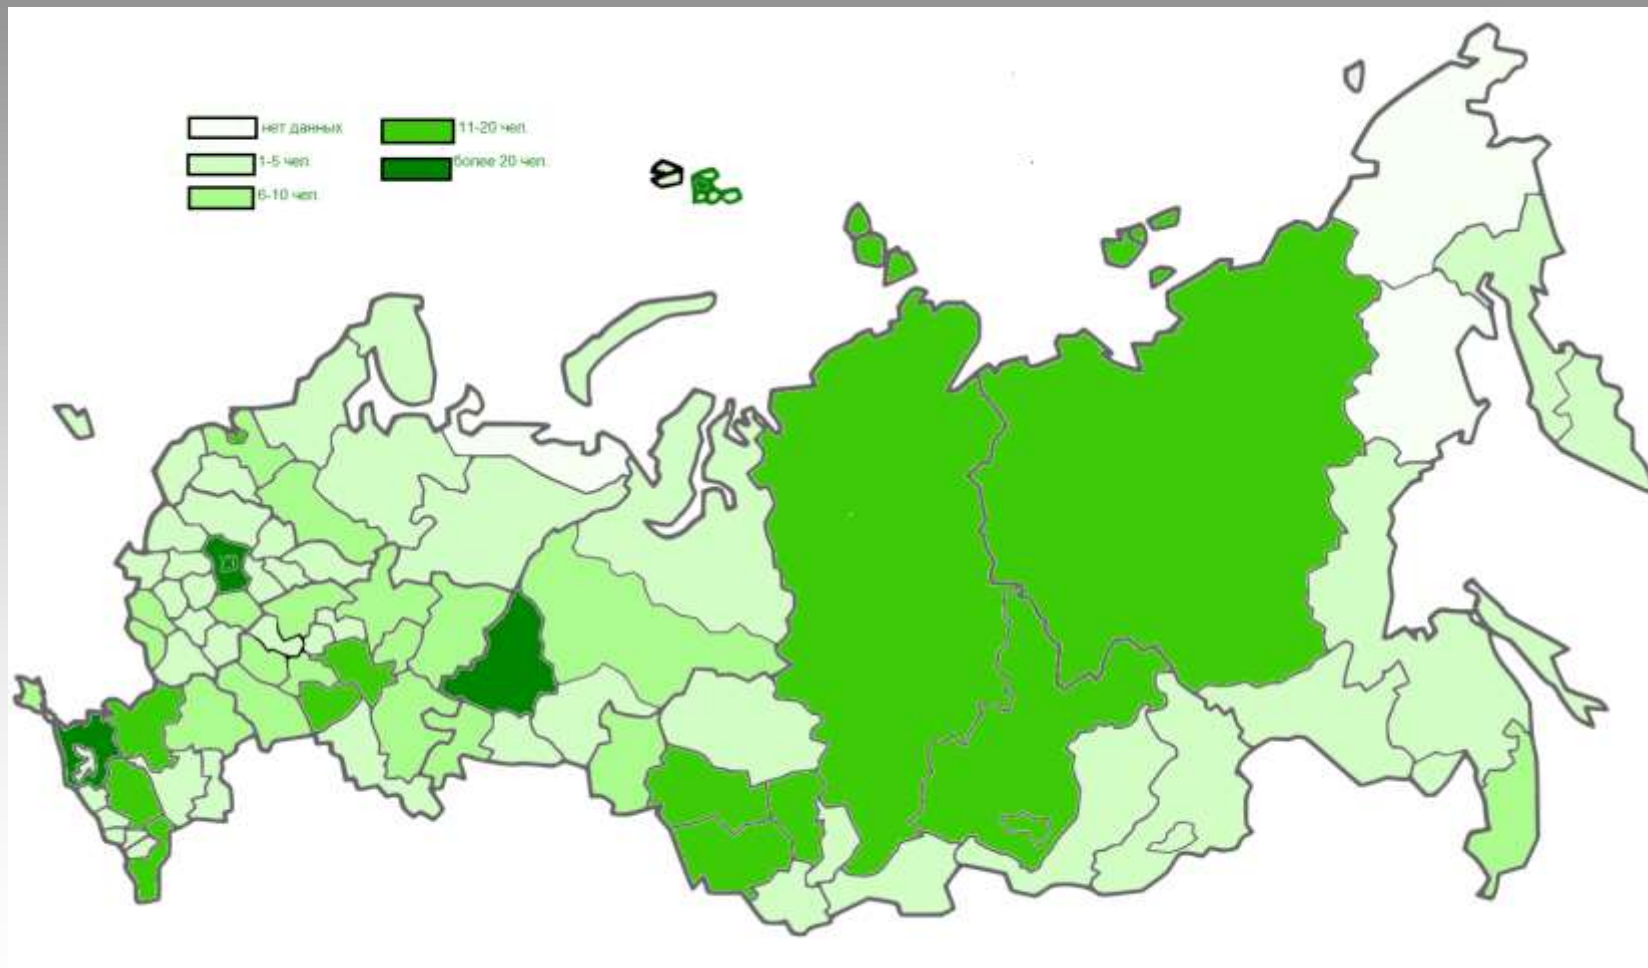 нет данных
1-5 чел.
6-10 чел.
11-20 чел.
более 20 чел.